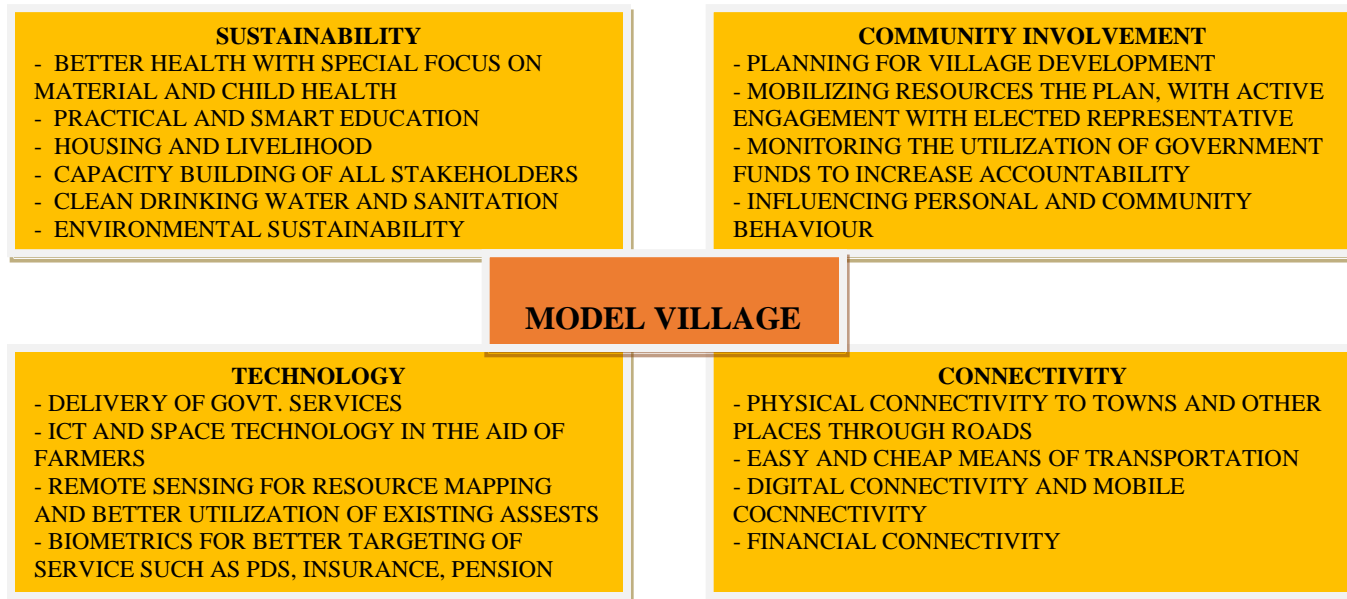 SUSTAINABILITY
- BETTER HEALTH WITH SPECIAL FOCUS ON
MATERIAL AND CHILD HEALTH
- PRACTICAL AND SMART EDUCATION
- HOUSING AND LIVELIHOOD
- CAPACITY BUILDING OF ALL STAKEHOLDERS
- CLEAN DRINKING WATER AND SANITATION
- ENVIRONMENTAL SUSTAINABILITY
COMMUNITY INVOLVEMENT
- PLANNING FOR VILLAGE DEVELOPMENT
- MOBILIZING RESOURCES THE PLAN, WITH ACTIVE
ENGAGEMENT WITH ELECTED REPRESENTATIVE
- MONITORING THE UTILIZATION OF GOVERNMENT
FUNDS TO INCREASE ACCOUNTABILITY
- INFLUENCING PERSONAL AND COMMUNITY
BEHAVIOUR
MODEL VILLAGE
TECHNOLOGY
- DELIVERY OF GOVT. SERVICES
- ICT AND SPACE TECHNOLOGY IN THE AID OF
FARMERS
- REMOTE SENSING FOR RESOURCE MAPPING
AND BETTER UTILIZATION OF EXISTING ASSESTS
- BIOMETRICS FOR BETTER TARGETING OF
SERVICE SUCH AS PDS, INSURANCE, PENSION
CONNECTIVITY
- PHYSICAL CONNECTIVITY TO TOWNS AND OTHER
PLACES THROUGH ROADS
- EASY AND CHEAP MEANS OF TRANSPORTATION
- DIGITAL CONNECTIVITY AND MOBILE
COCNNECTIVITY
- FINANCIAL CONNECTIVITY